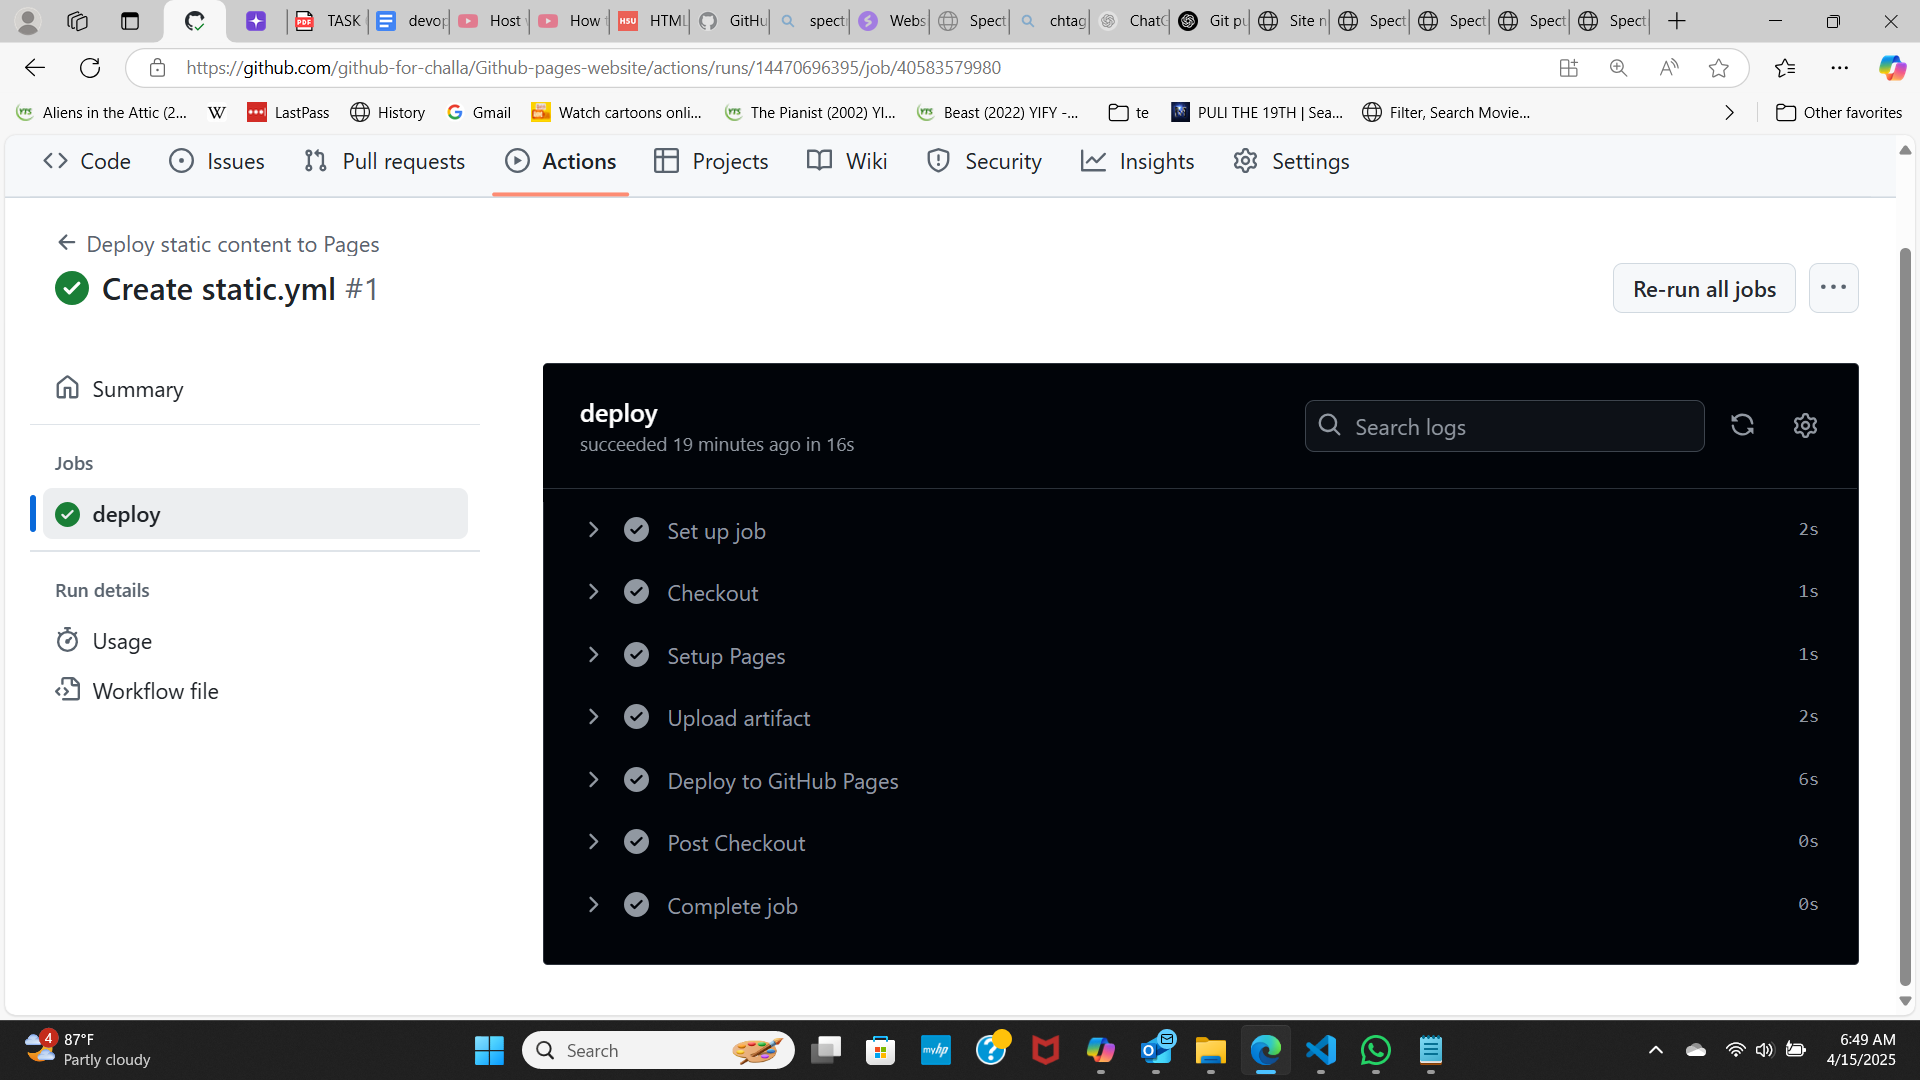 TASK
devop
Host
How
HTML
GitHu
spect
Webs
Spect
chtag
ChatG
Git pu
Site n
Spect
Spect
Spect
Spect
https://github.com/github-for-challa/Github-pages-website/actions/runs/14470696395/job/40583579980
Aliens in the Attic (2...
LastPass
History
Gmail
Watch cartoons onli...
The Pianist (2002) YI...
Beast (2022) YIFY -...
te
PULI THE 19TH | Sea...
Filter, Search Movie...
Other favorites
Code
Issues
Pull requests
Actions
Projects
Wiki
Security
Insights
Settings
Deploy static content to Pages
Create static.yml #1
Re-run all jobs
Summary
Jobs
deploy
Run details
Usage
Workflow file
deploy
succeeded 19 minutes ago in 16s
Search logs
Set up job 2s
Checkout 1s
Setup Pages 1s
Upload artifact 2s
Deploy to GitHub Pages 6s
Post Checkout 0s
Complete job 0s
4
87°F
Partly cloudy
Search
myhp
6:49 AM
4/15/2025